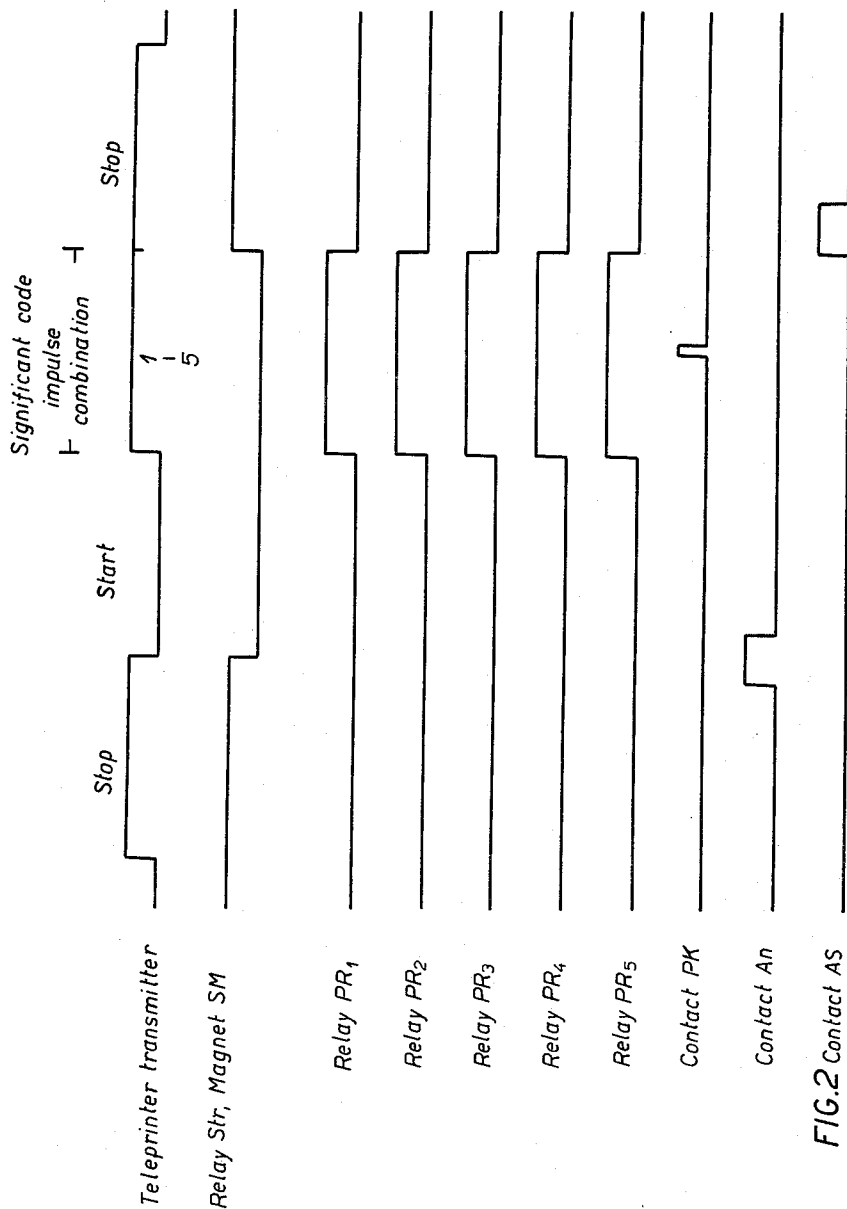 Significant code
impulse
combination
Stop
Start
1
–
5
Stop
Teleprinter transmitter
Relay Str, Magnet SM
Relay PR₁
Relay PR₂
Relay PR₃
Relay PR₄
Relay PR₅
Contact PK
Contact An
Contact AS
FIG.2